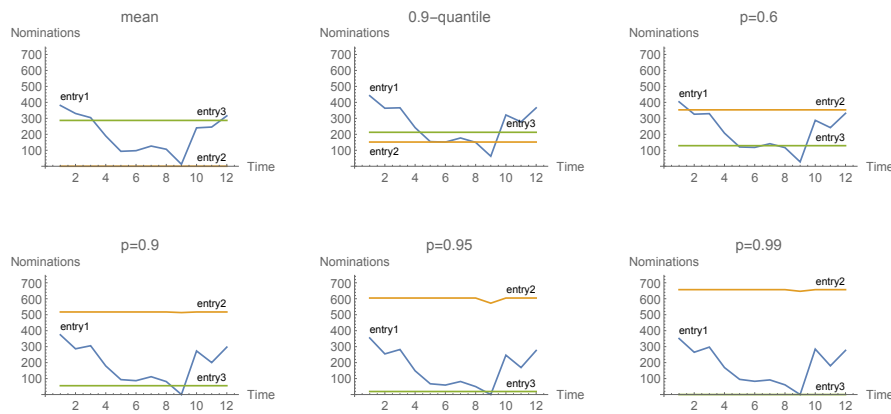 mean
Nominations
700
600
500
400
300
200
100
entry1
entry3
entry2
2 4 6 8 10 12
Time
0.9-quantile
Nominations
700
600
500
400
300
200
100
entry1
entry3
entry2
2 4 6 8 10 12
Time
p=0.6
Nominations
700
600
500
400
300
200
100
entry1
entry2
entry3
2 4 6 8 10 12
Time
p=0.9
Nominations
700
600
500
400
300
200
100
entry2
entry1
entry3
2 4 6 8 10 12
Time
p=0.95
Nominations
700
600
500
400
300
200
100
entry2
entry1
entry3
2 4 6 8 10 12
Time
p=0.99
Nominations
700
600
500
400
300
200
100
entry2
entry1
entry3
2 4 6 8 10 12
Time